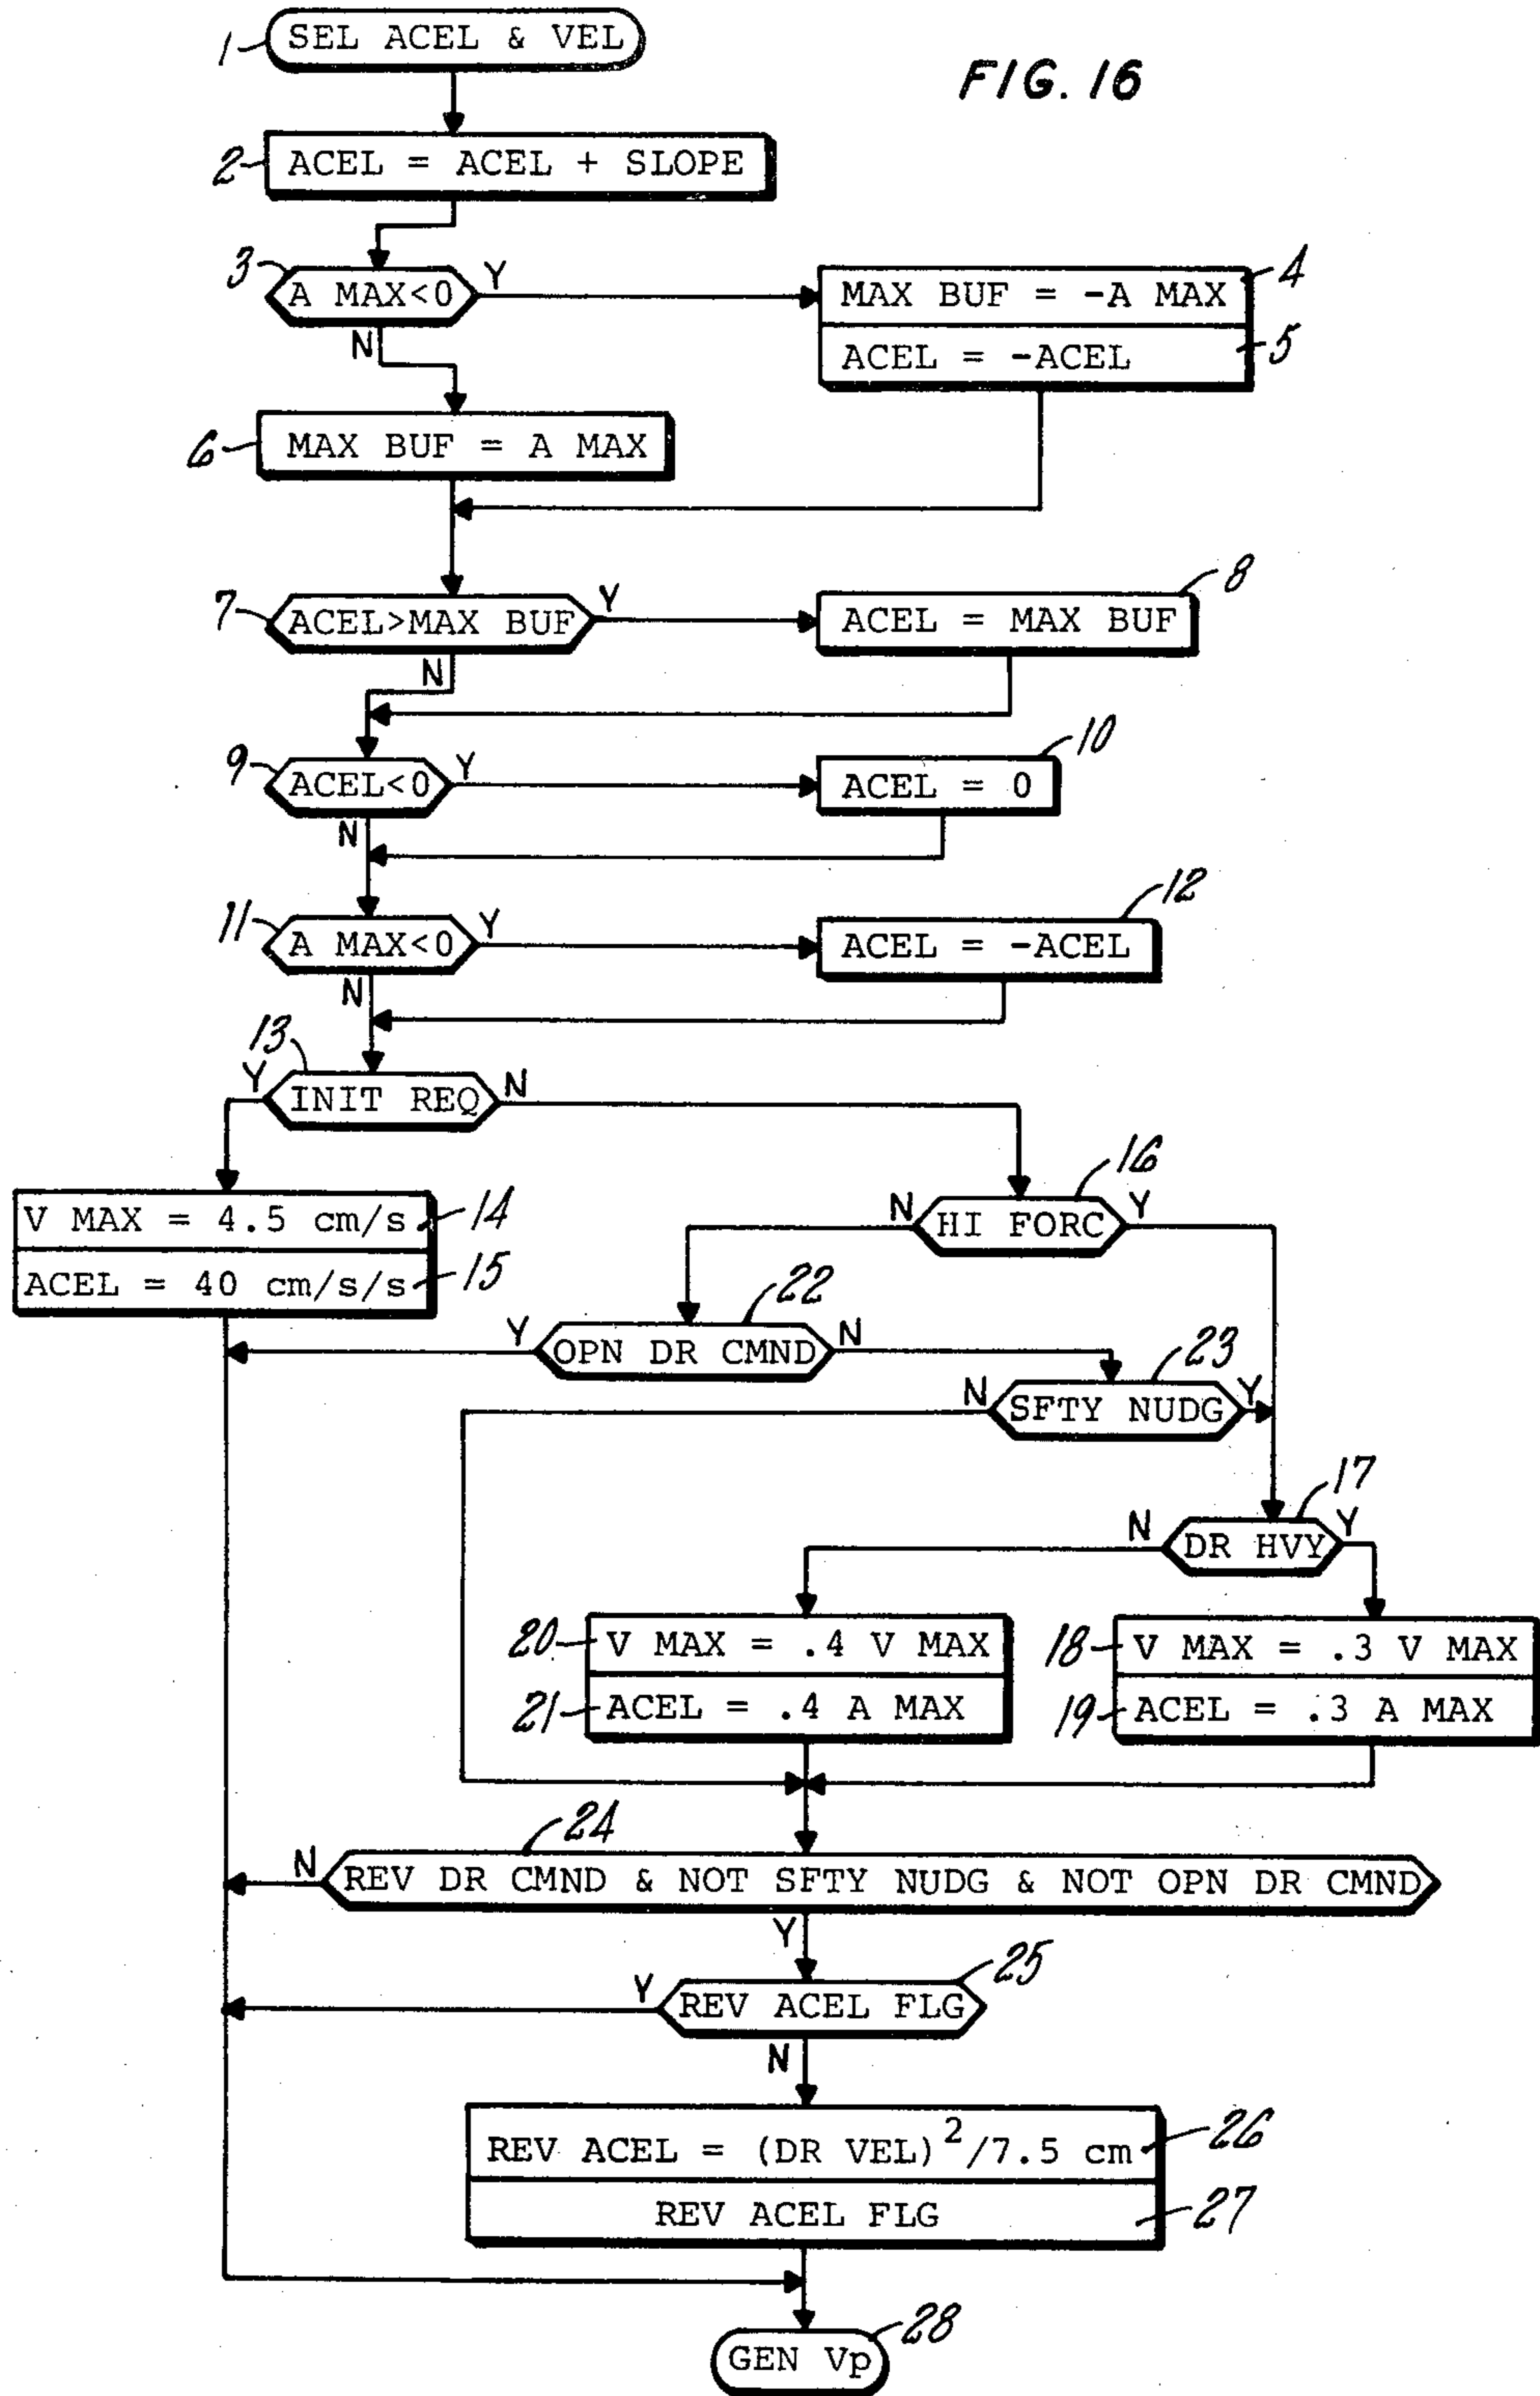 FIG. 16
1 SEL ACEL & VEL
2 ACEL = ACEL + SLOPE
3 A MAX<0 Y
N
MAX BUF = -A MAX 4
ACEL = -ACEL 5
6 MAX BUF = A MAX
7 ACEL>MAX BUF Y
N
ACEL = MAX BUF 8
9 ACEL<0 Y
N
ACEL = 0 10
11 A MAX<0 Y
N
ACEL = -ACEL 12
13
Y INIT REQ N
V MAX = 4.5 cm/s 14
ACEL = 40 cm/s/s 15
16
N HI FORC Y
22
Y OPN DR CMND N
23
N SFTY NUDG Y
17
N DR HVY Y
20 V MAX = .4 V MAX
21 ACEL = .4 A MAX
18 V MAX = .3 V MAX
19 ACEL = .3 A MAX
24
N REV DR CMND & NOT SFTY NUDG & NOT OPN DR CMND
Y
25
Y REV ACEL FLG
N
REV ACEL = (DR VEL)²/7.5 cm 26
REV ACEL FLG 27
GEN Vp 28